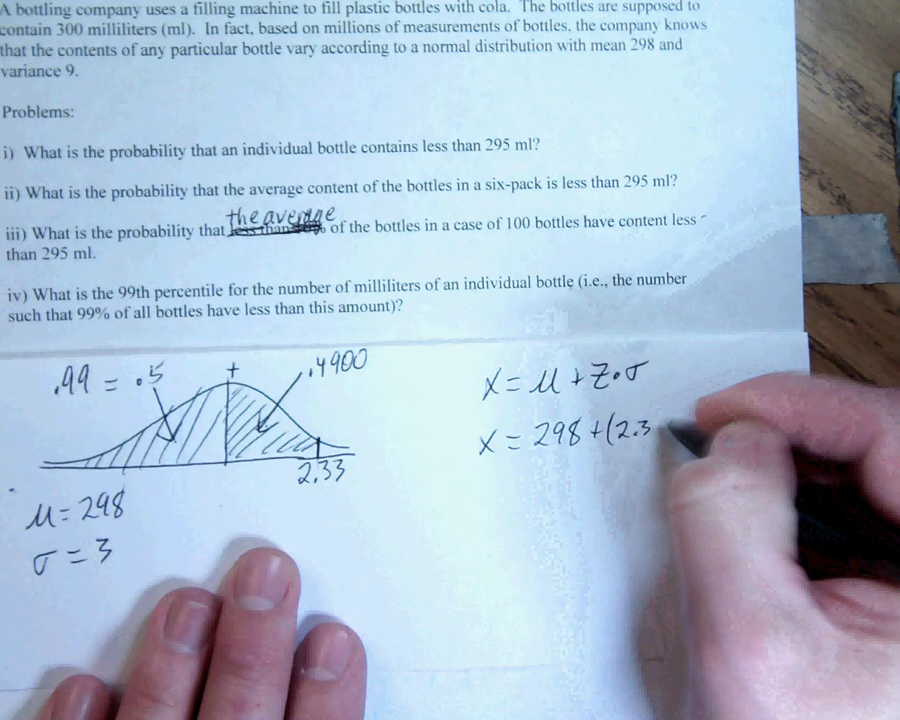 A bottling company uses a filling machine to fill plastic bottles with cola. The bottles are supposed to
contain 300 milliliters (ml). In fact, based on millions of measurements of bottles, the company knows
that the contents of any particular bottle vary according to a normal distribution with mean 298 and
variance 9.
Problems:
i) What is the probability that an individual bottle contains less than 295 ml?
ii) What is the probability that the average content of the bottles in a six-pack is less than 295 ml?
the average
iii) What is the probability that less than of the bottles in a case of 100 bottles have content less
than 295 ml.
iv) What is the 99th percentile for the number of milliliters of an individual bottle (i.e., the number
such that 99% of all bottles have less than this amount)?
.99 = .5 + .4900
2.33
μ = 298
σ = 3
X = μ + Z·σ
X = 298 + (2.3